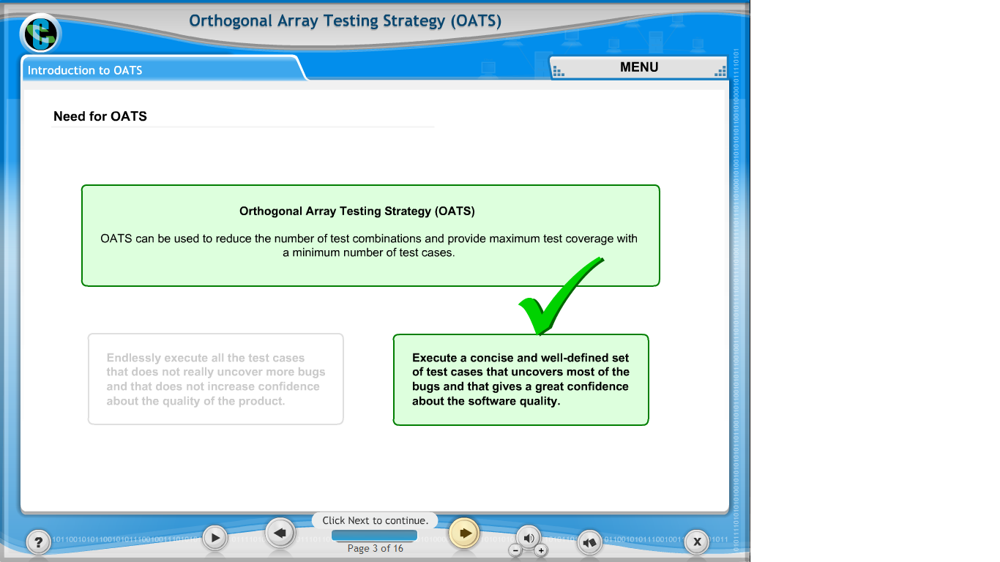 Orthogonal Array Testing Strategy (OATS)
Introduction to OATS
MENU
Need for OATS
Orthogonal Array Testing Strategy (OATS)
OATS can be used to reduce the number of test combinations and provide maximum test coverage with
a minimum number of test cases.
Endlessly execute all the test cases
that does not really uncover more bugs
and that does not increase confidence
about the quality of the product.
Execute a concise and well-defined set
of test cases that uncovers most of the
bugs and that gives a great confidence
about the software quality.
Click Next to continue.
Page 3 of 16